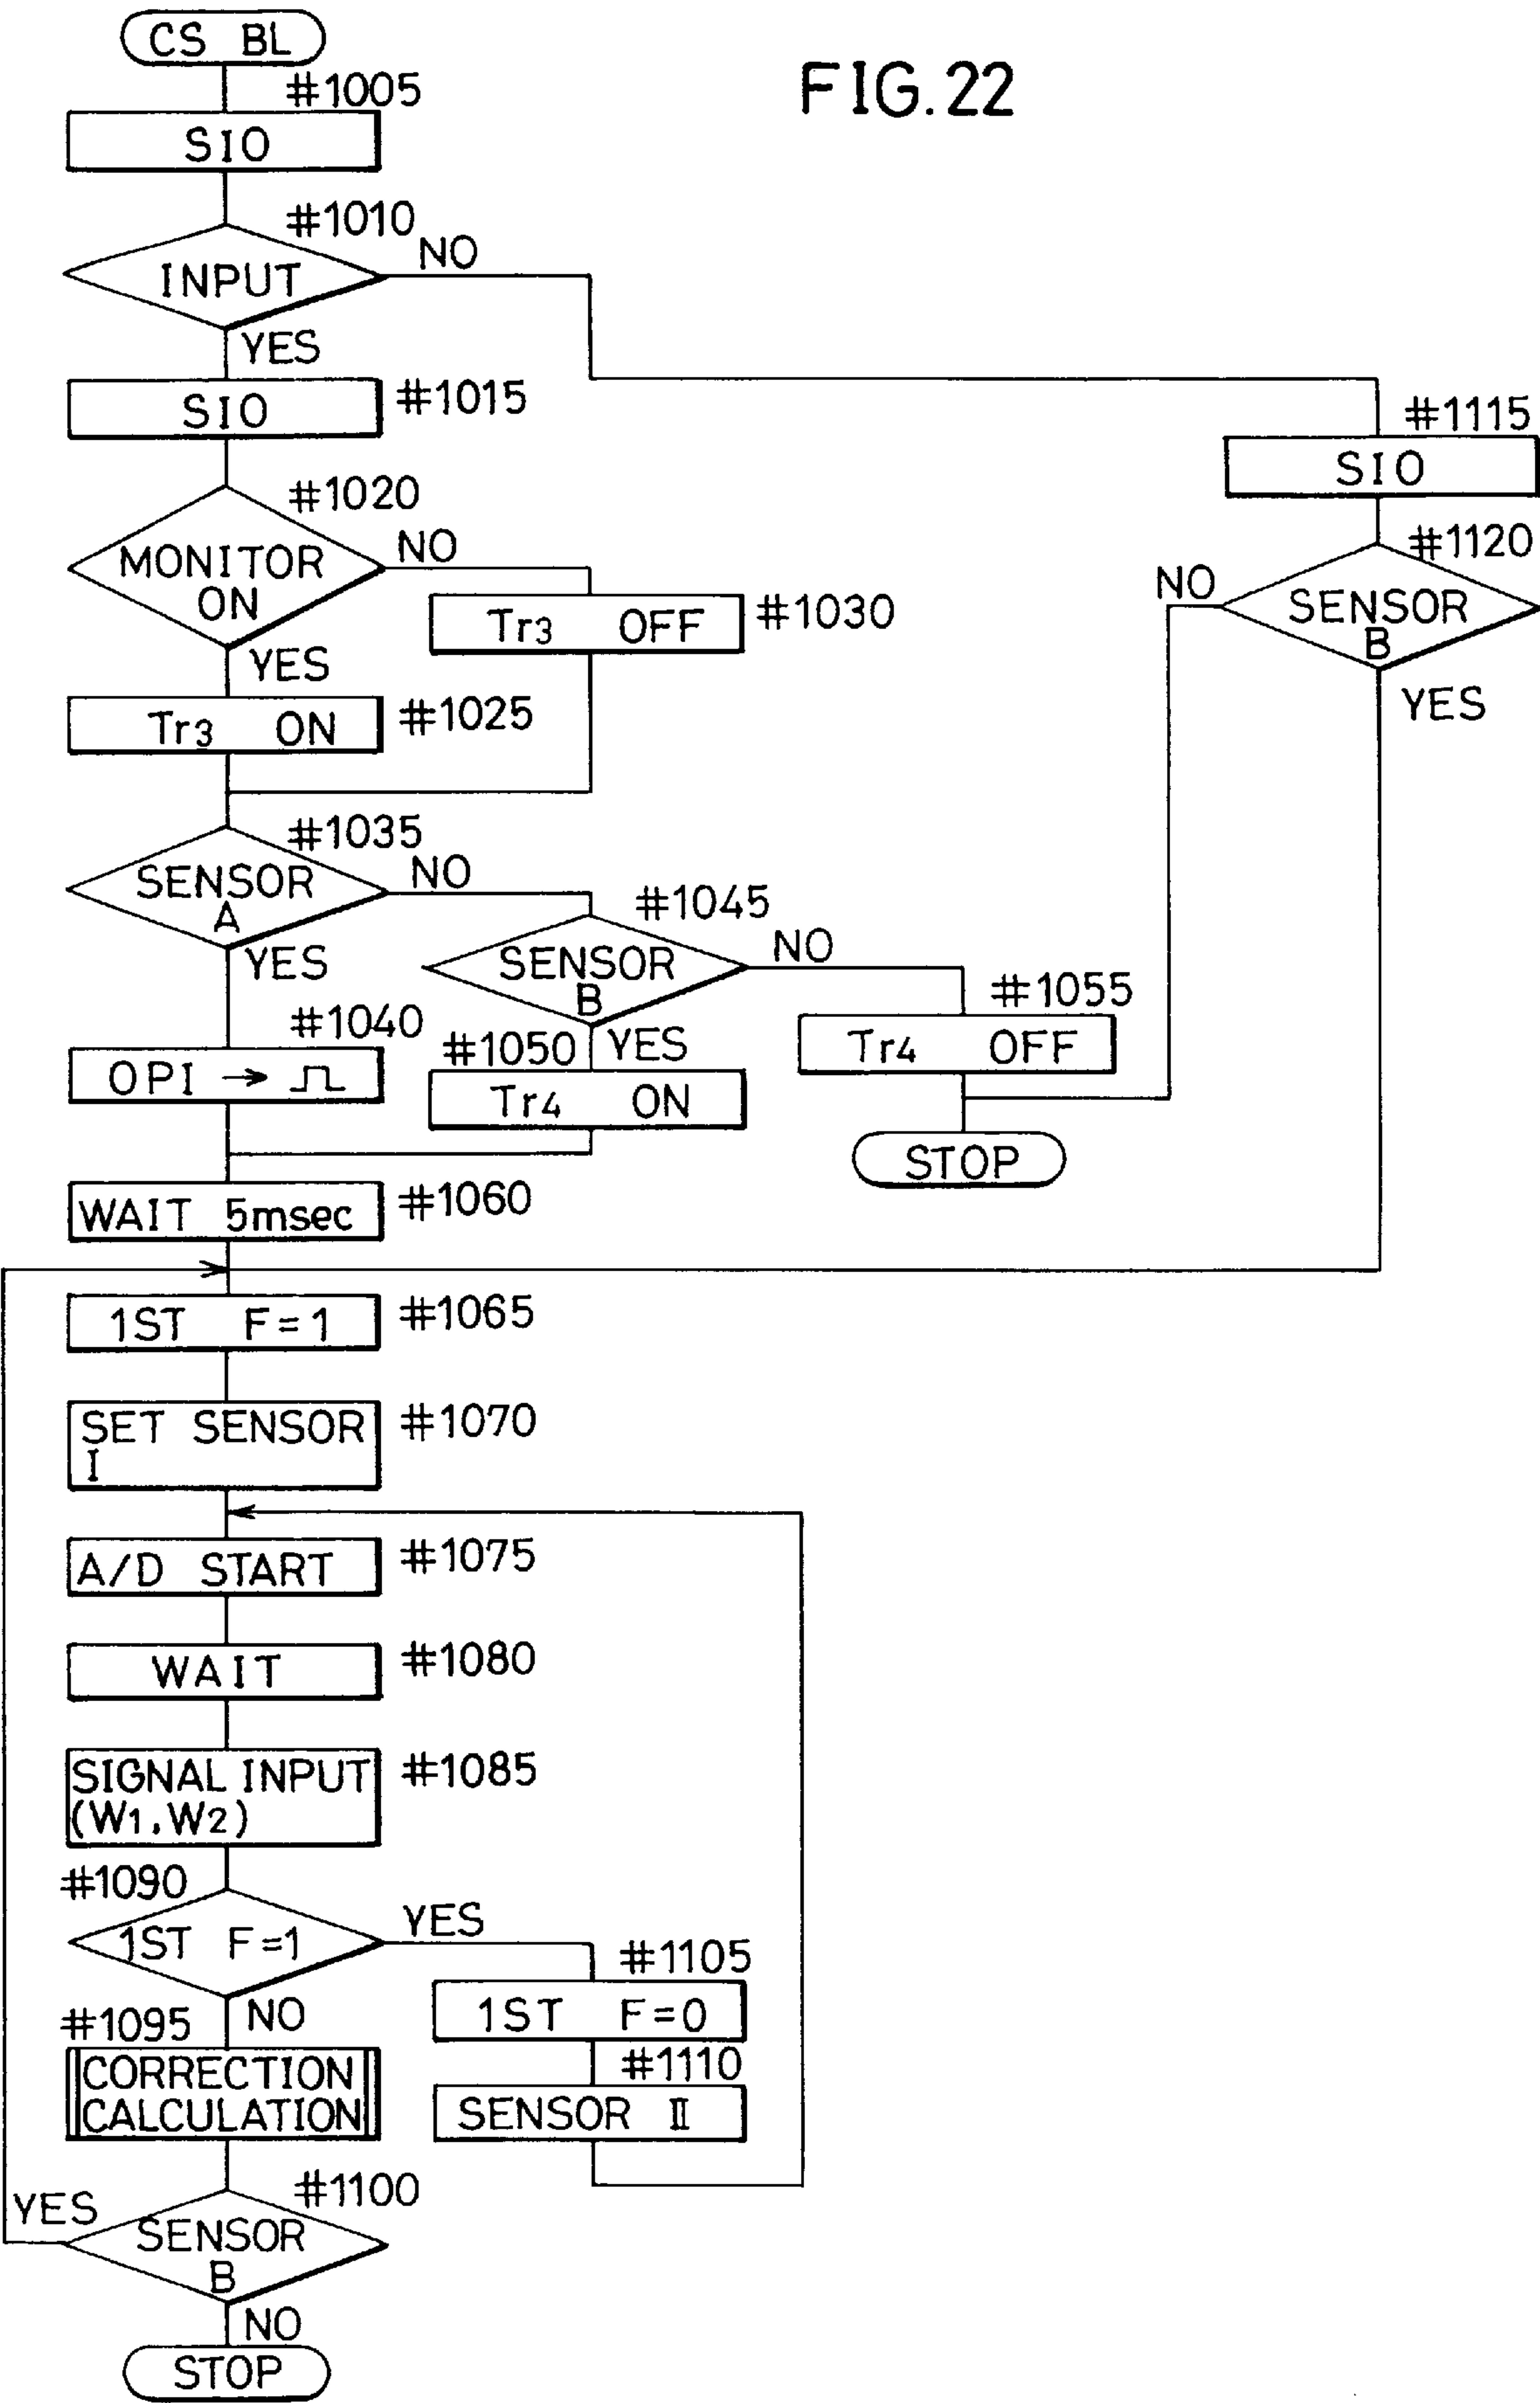 CS BL
FIG.22
#1005
SIO
#1010
INPUT
NO
YES
SIO
#1015
#1115
SIO
#1020
MONITOR
ON
NO
YES
Tr3 OFF
#1030
#1120
SENSOR
B
NO
YES
Tr3 ON
#1025
#1035
SENSOR
A
NO
YES
#1045
SENSOR
B
NO
YES
#1055
Tr4 OFF
#1040
OPI →
#1050
Tr4 ON
STOP
WAIT 5msec
#1060
1ST F=1
#1065
SET SENSOR
I
#1070
A/D START
#1075
WAIT
#1080
SIGNAL INPUT
(W1.W2)
#1085
#1090
1ST F=1
YES
NO
#1105
1ST F=0
#1095
CORRECTION
CALCULATION
#1110
SENSOR II
#1100
YES
SENSOR
B
NO
STOP